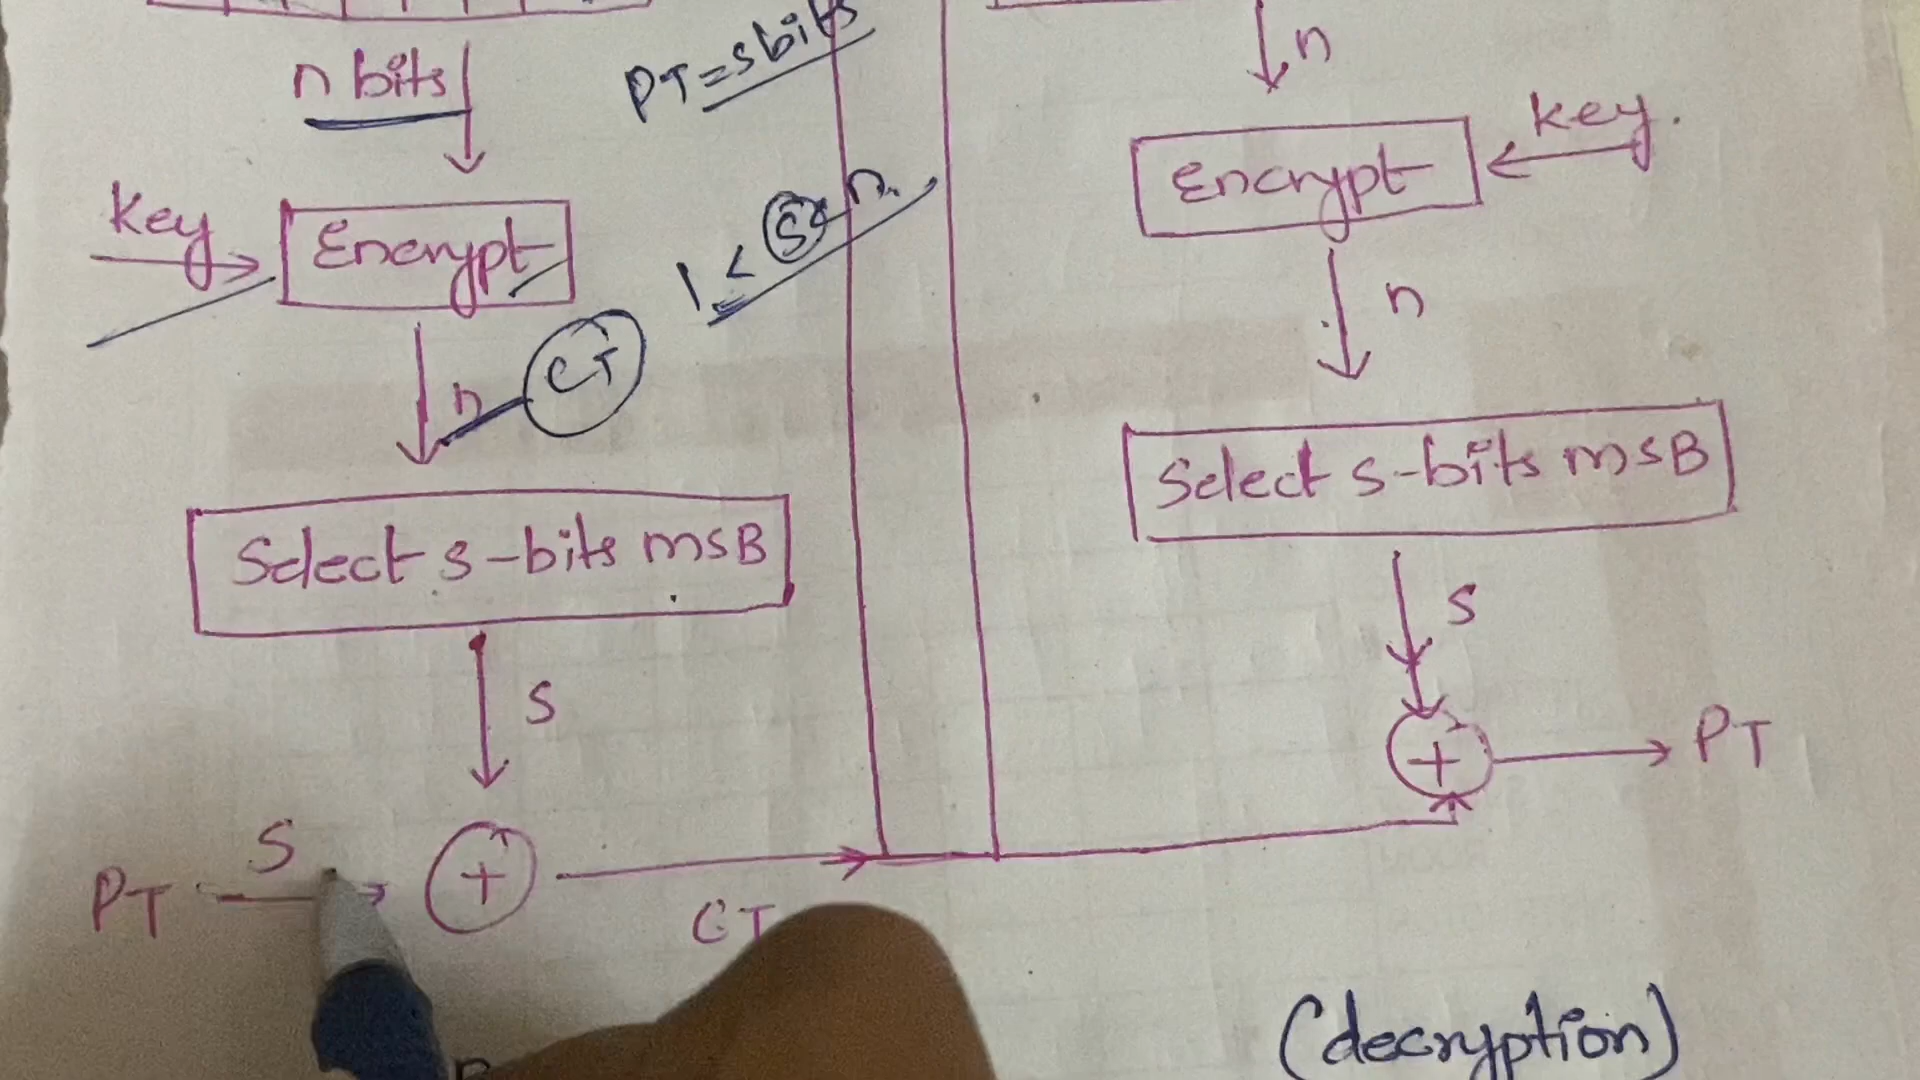 n bits
PT = s bits
Key
Encrypt
1 < S < n
n
CT
Select s-bits MSB
S
PT
S
+
CT
n
Key.
Encrypt
n
Select s-bits MSB
S
+
PT
(decryption)